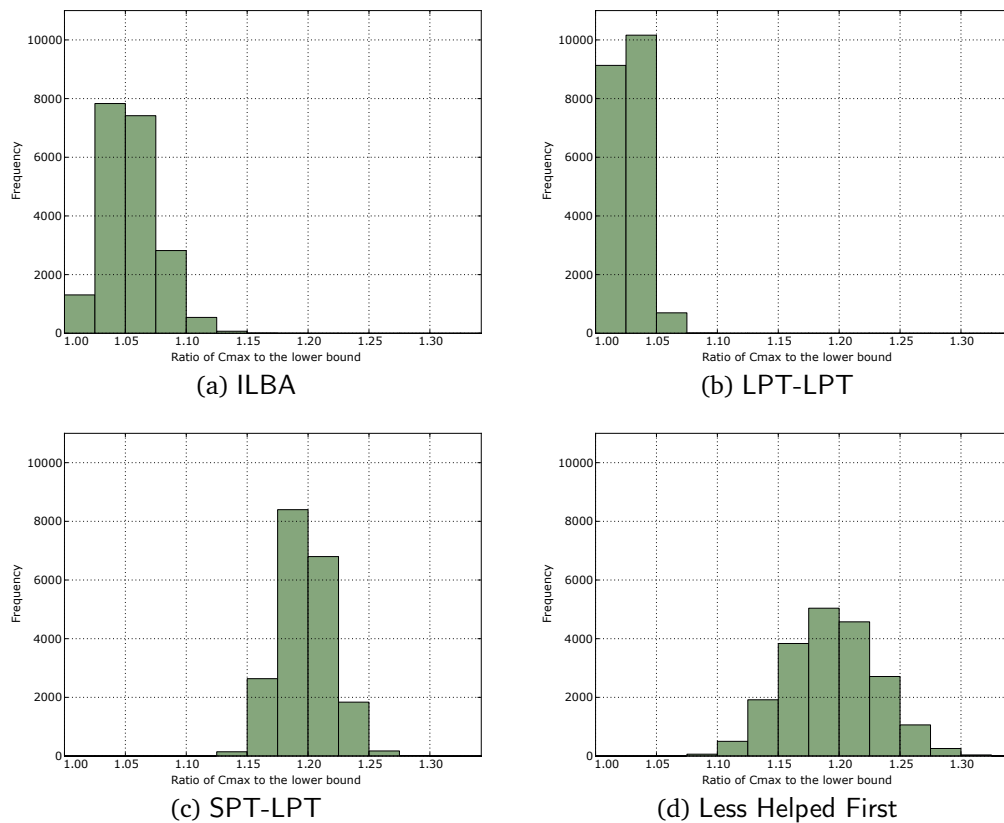 10000
8000
6000
4000
2000
0
Frequency
1.00 1.05 1.10 1.15 1.20 1.25 1.30
Ratio of Cmax to the lower bound
(a) ILBA
10000
8000
6000
4000
2000
0
Frequency
1.00 1.05 1.10 1.15 1.20 1.25 1.30
Ratio of Cmax to the lower bound
(b) LPT-LPT
10000
8000
6000
4000
2000
0
Frequency
1.00 1.05 1.10 1.15 1.20 1.25 1.30
Ratio of Cmax to the lower bound
(c) SPT-LPT
10000
8000
6000
4000
2000
0
Frequency
1.00 1.05 1.10 1.15 1.20 1.25 1.30
Ratio of Cmax to the lower bound
(d) Less Helped First